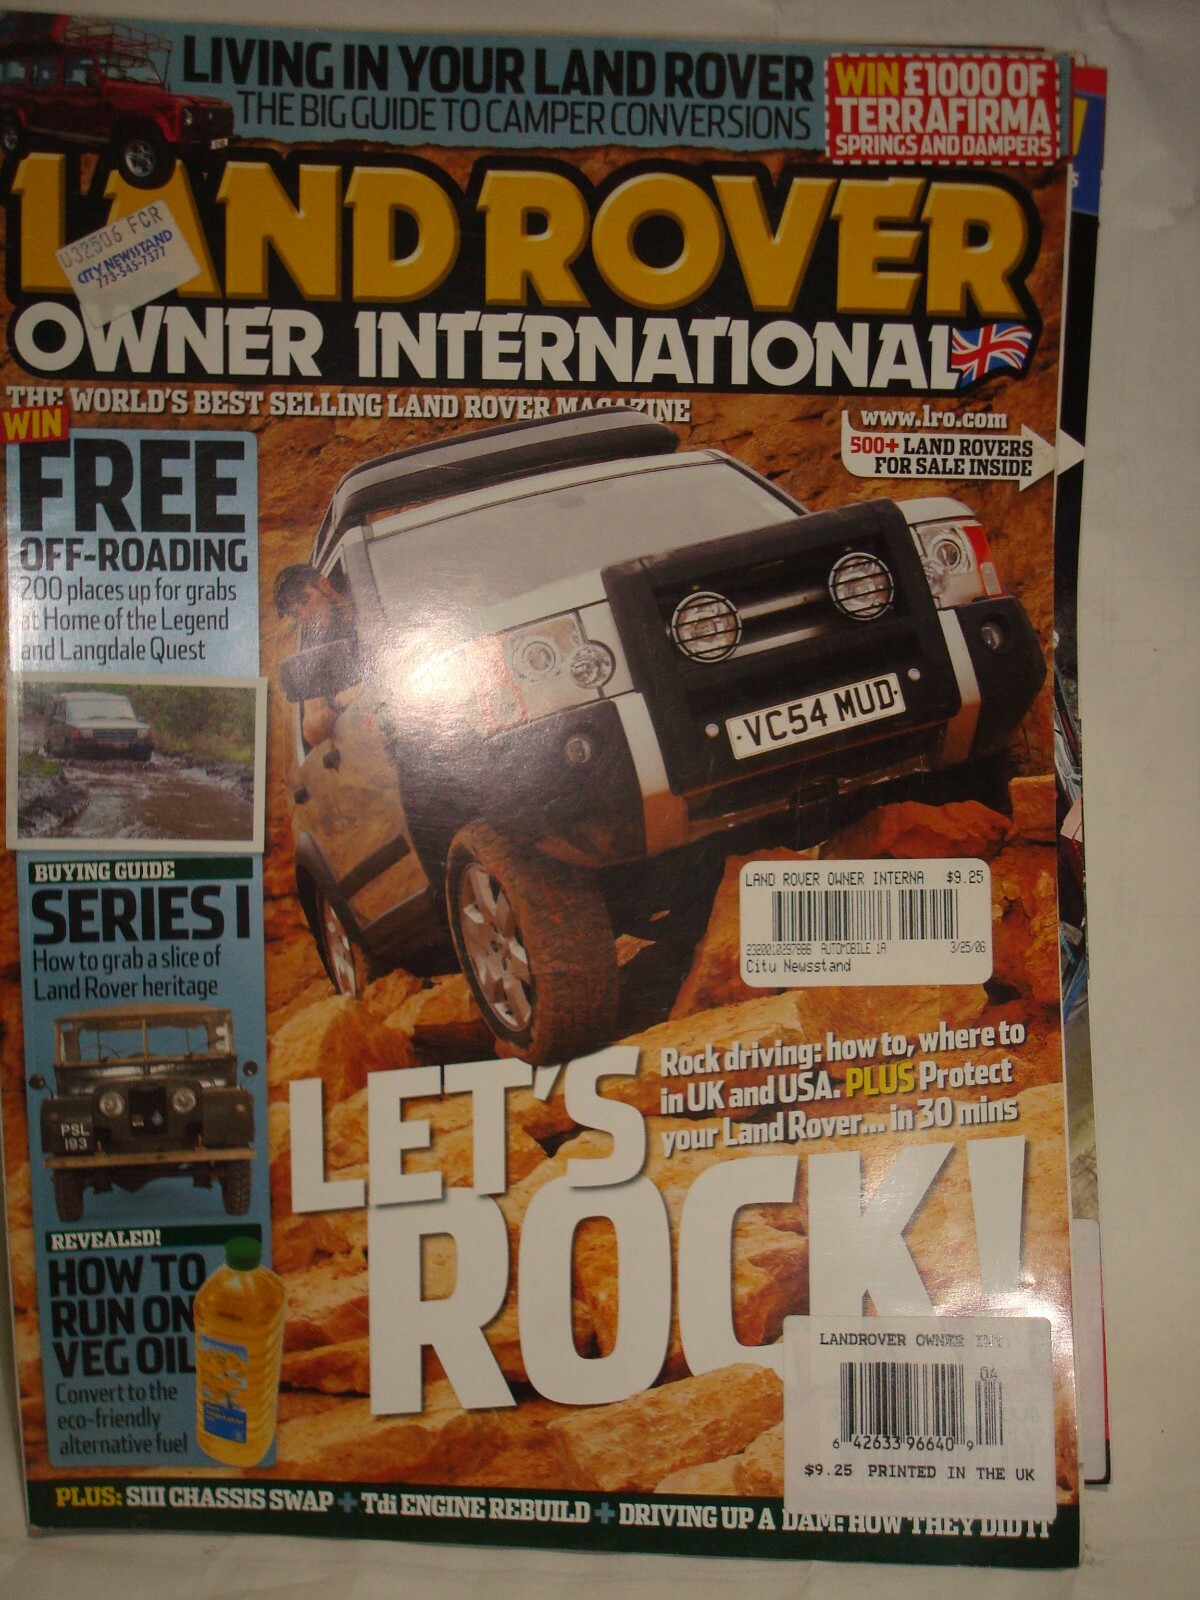 LIVING IN YOUR LAND ROVER
THE BIG GUIDE TO CAMPER CONVERSIONS
WIN £1000 OF
TERRAFIRMA
SPRINGS AND DAMPERS
LAND ROVER
032506 FCR
CITY NEWSSTAND
773-545-7377
OWNER INTERNATIONAL
THE WORLD'S BEST SELLING LAND ROVER MAGAZINE
www.lro.com
500+ LAND ROVERS
FOR SALE INSIDE
WIN
FREE
OFF-ROADING
200 places up for grabs
at Home of the Legend
and Langdale Quest
VC54 MUD
BUYING GUIDE
SERIES I
How to grab a slice of
Land Rover heritage
PSL
193
LAND ROVER OWNER INTERNA $9.25
AUTOMOBILE 1A 3/25/06
City Newsstand
LET'S
ROCK!
Rock driving: how to, where to
in UK and USA. PLUS Protect
your Land Rover... in 30 mins
REVEALED!
HOW TO
RUN ON
VEG OIL
Convert to the
eco-friendly
alternative fuel
LANDROVER OWNER INT.
04
6 42633 96640 9
$9.25 PRINTED IN THE UK
PLUS: SIII CHASSIS SWAP + Tdi ENGINE REBUILD + DRIVING UP A DAM: HOW THEY DID IT